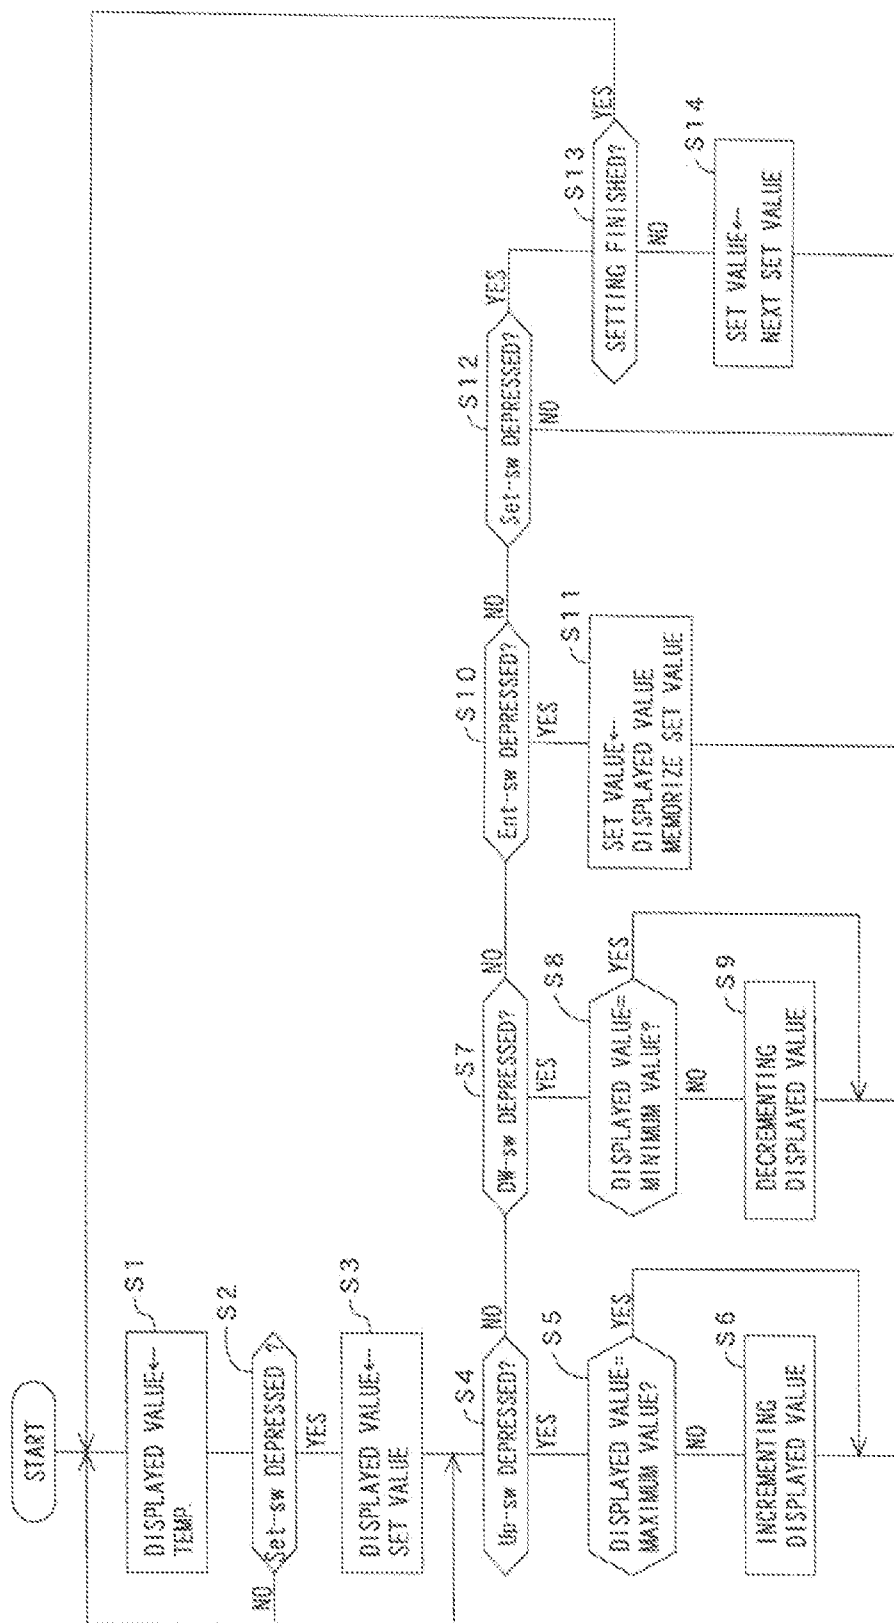 START
S1
DISPLAYED VALUE←
TEMP.
S2
Set-sw DEPRESSED ?
NO
YES
S3
DISPLAYED VALUE←
SET VALUE
S4
Up-sw DEPRESSED?
NO
YES
S5
DISPLAYED VALUE=
MAXIMUM VALUE?
YES
NO
S6
INCREMENTING
DISPLAYED VALUE
S7
DW-sw DEPRESSED?
NO
YES
S8
DISPLAYED VALUE=
MINIMUM VALUE?
YES
NO
S9
DECREMENTING
DISPLAYED VALUE
S10
Ent-sw DEPRESSED?
NO
YES
S11
SET VALUE←
DISPLAYED VALUE
MEMORIZE SET VALUE
S12
Set-sw DEPRESSED?
YES
NO
S13
SETTING FINISHED?
YES
NO
S14
SET VALUE←
NEXT SET VALUE